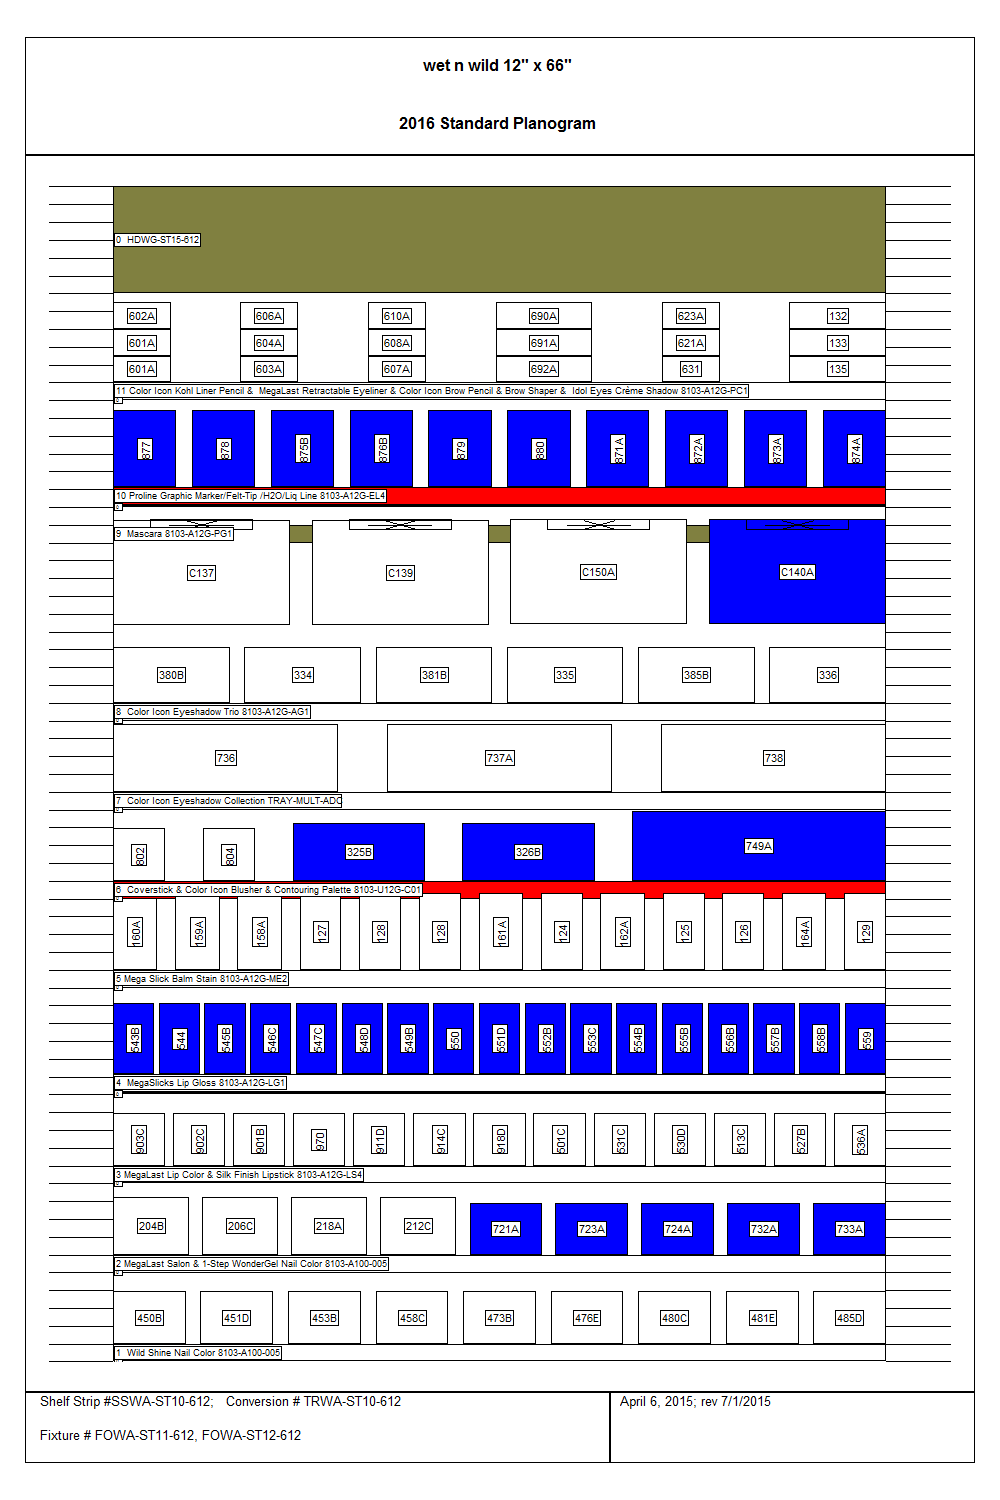 wet n wild 12" x 66"
2016 Standard Planogram
0 HDWG-ST15-612
602A 606A 610A 690A 623A 132
601A 604A 608A 691A 621A 133
601A 603A 607A 692A 631 135
11 Color Icon Kohl Liner Pencil & MegaLast Retractable Eyeliner & Color Icon Brow Pencil & Brow Shaper & Idol Eyes Crème Shadow 8103-A12G-PC1
877 878 875B 876B 879 880 871A 872A 873A 874A
10 Proline Graphic Marker/Felt-Tip /H2O/Liq Line 8103-A12G-EL4
9 Mascara 8103-A12G-PG1
C137 C139 C150A C140A
380B 334 381B 335 385B 336
8 Color Icon Eyeshadow Trio 8103-A12G-AG1
736 737A 738
7 Color Icon Eyeshadow Collection TRAY-MULT-ADC
802 804 325B 326B 749A
6 Coverstick & Color Icon Blusher & Contouring Palette 8103-U12G-C01
160A 159A 158A 127 128 128 161A 124 162A 125 126 164A 129
5 Mega Slick Balm Stain 8103-A12G-ME2
543B 544 545B 546C 547C 548D 549B 550 551D 552B 553C 554B 555B 556B 557B 558B 559
4 MegaSlicks Lip Gloss 8103-A12G-LG1
903C 902C 901B 970 911D 914C 918D 501C 531C 530D 513C 527B 536A
3 MegaLast Lip Color & Silk Finish Lipstick 8103-A12G-LS4
204B 206C 218A 212C 721A 723A 724A 732A 733A
2 MegaLast Salon & 1-Step WonderGel Nail Color 8103-A100-005
450B 451D 453B 458C 473B 476E 480C 481E 485D
1 Wild Shine Nail Color 8103-A100-005
Shelf Strip #SSWA-ST10-612; Conversion # TRWA-ST10-612
April 6, 2015; rev 7/1/2015
Fixture # FOWA-ST11-612, FOWA-ST12-612